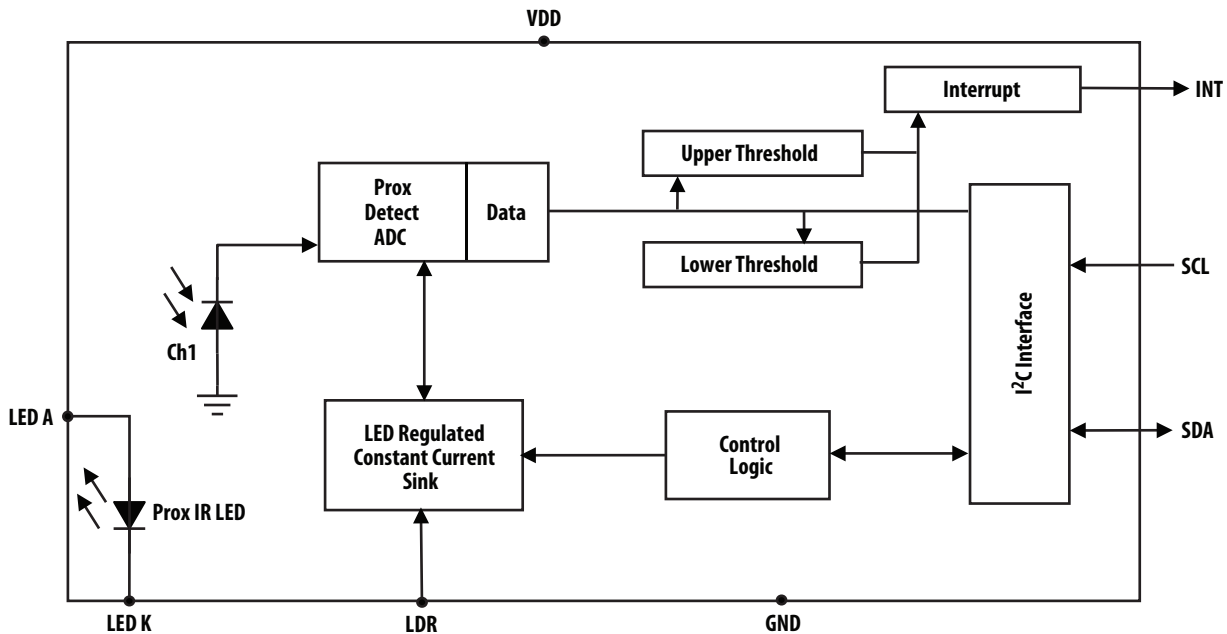 VDD
Interrupt
INT
Upper Threshold
Prox
Detect
ADC
Data
Lower Threshold
SCL
Ch1
I²C Interface
LED A
LED Regulated
Constant Current
Sink
Control
Logic
SDA
Prox IR LED
LED K
LDR
GND